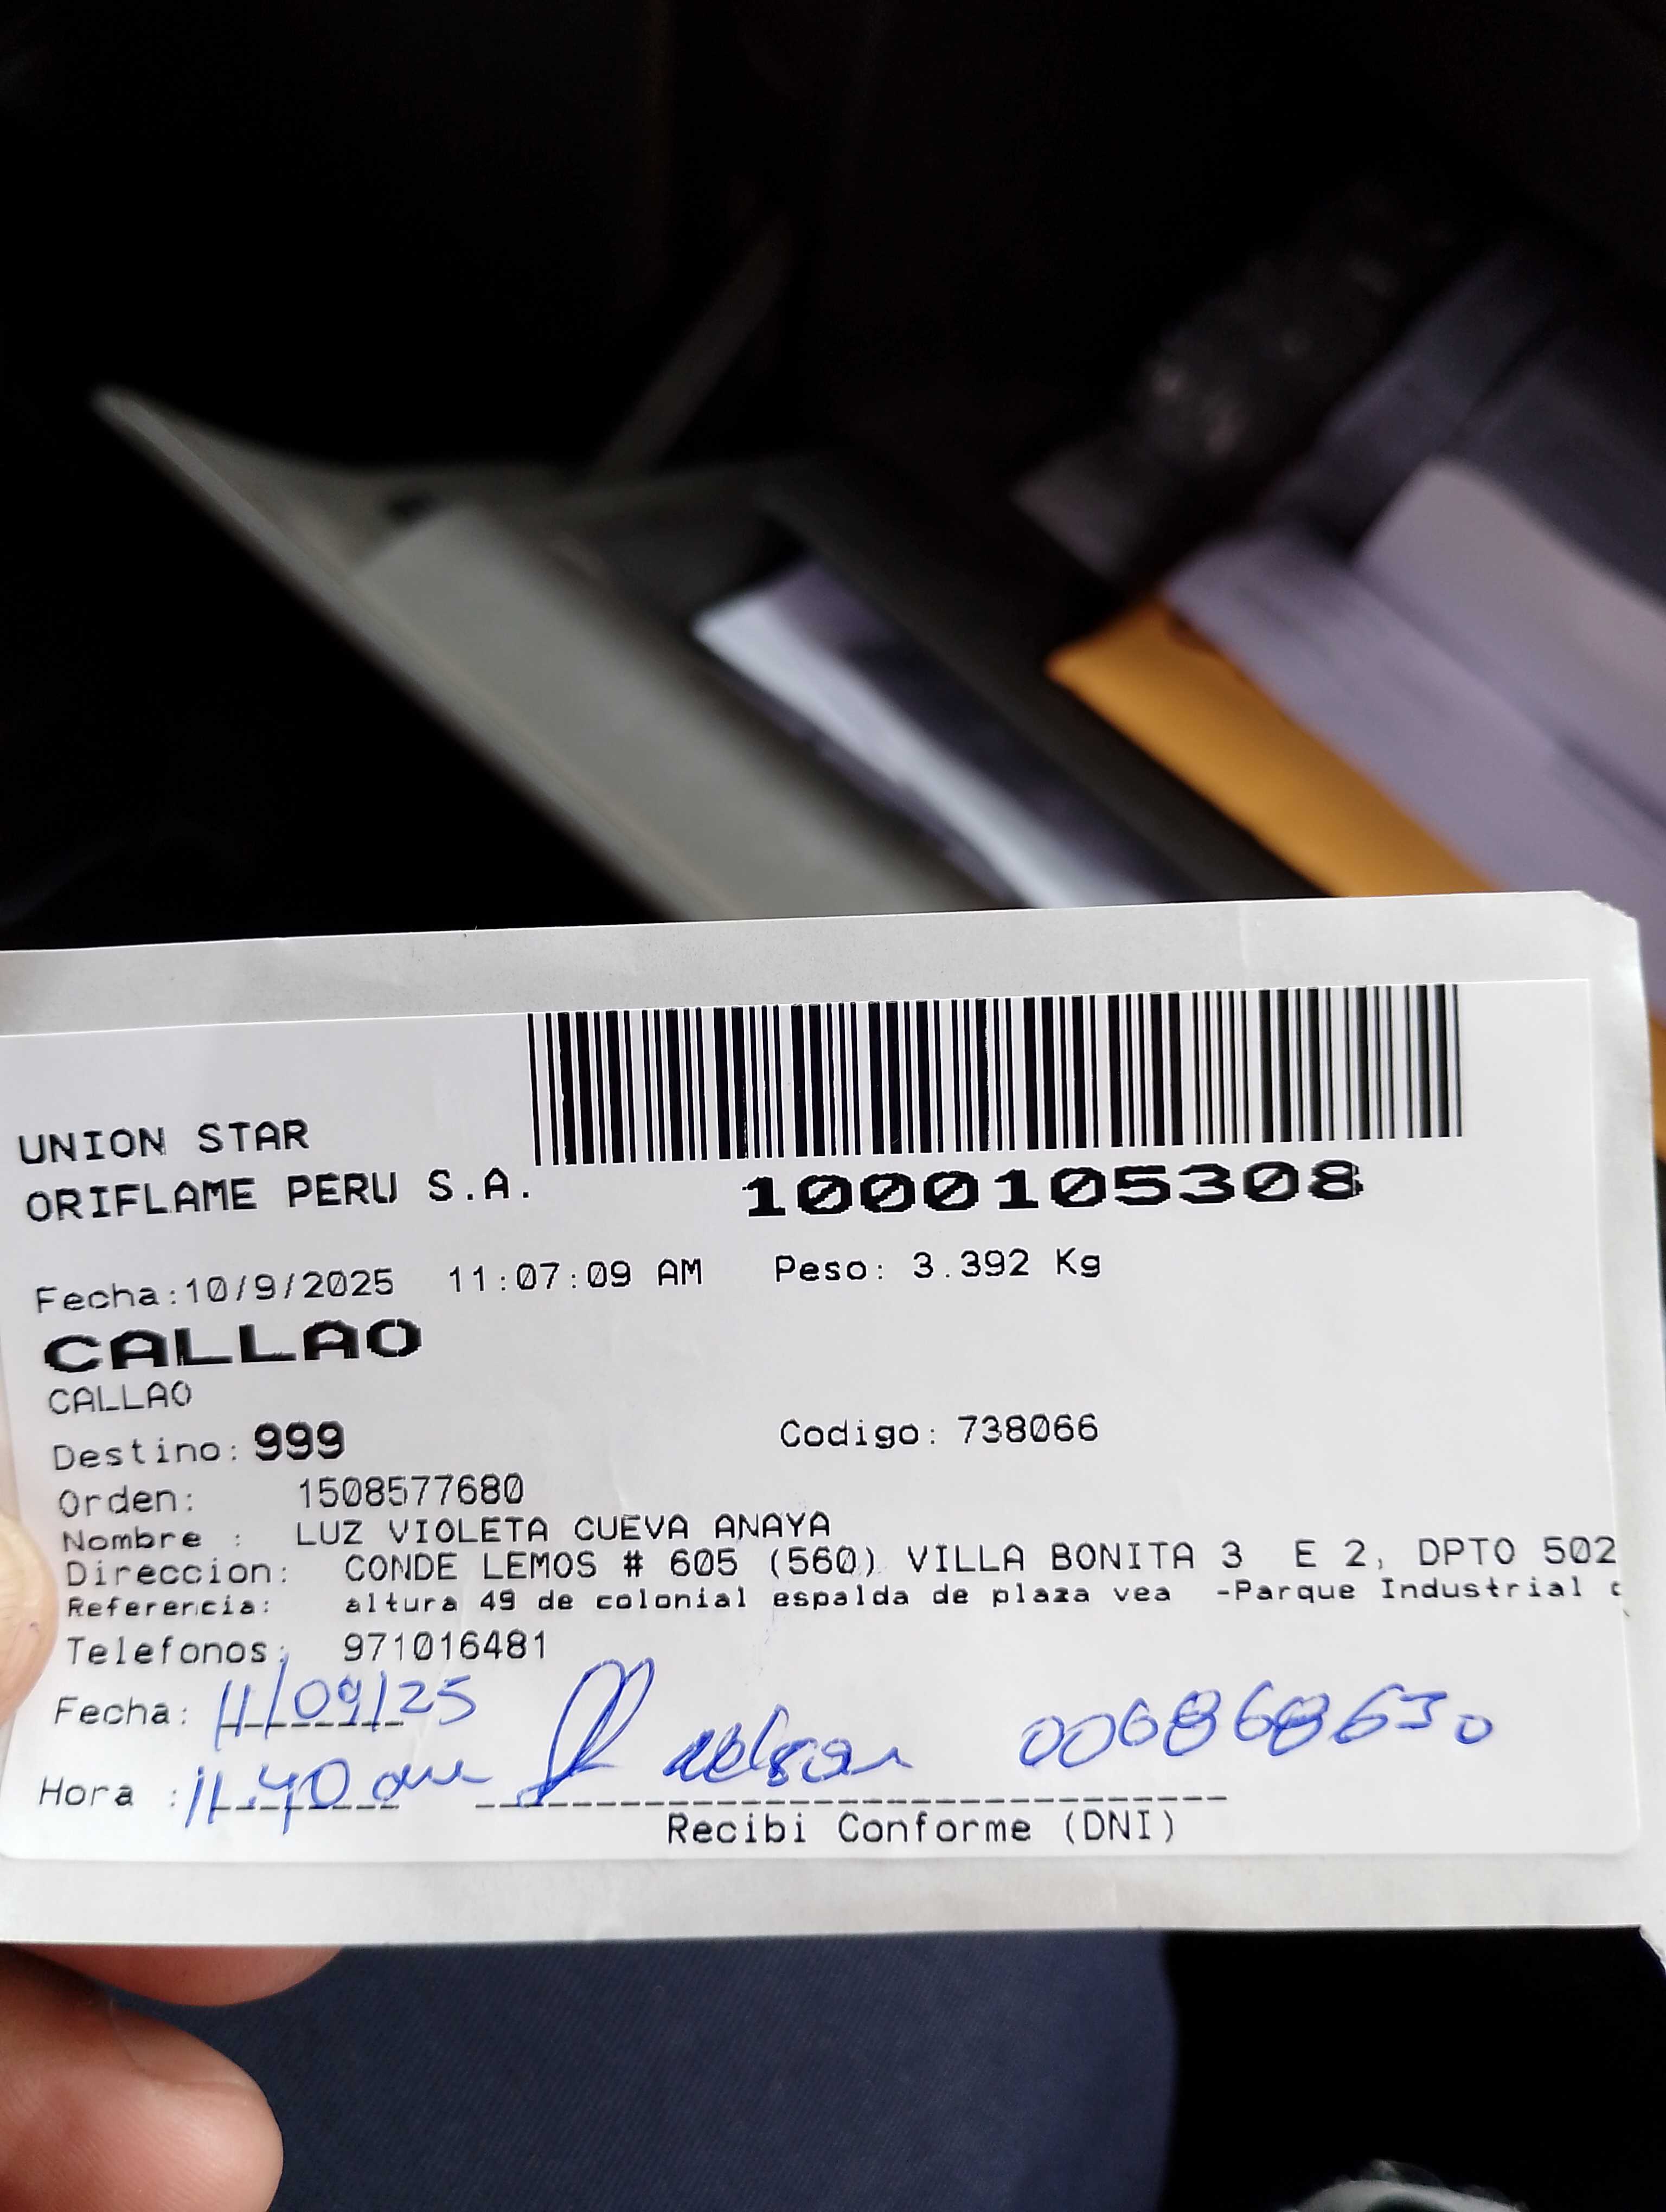 UNION STAR
ORIFLAME PERU S.A.
1000105308
Fecha:10/9/2025 11:07:09 AM Peso: 3.392 Kg
CALLAO
CALLAO
Destino: 999 Codigo: 738066
Orden: 1508577680
Nombre : LUZ VIOLETA CUEVA ANAYA
Direccion: CONDE LEMOS # 605 (560) VILLA BONITA 3 E 2, DPTO 502
Referencia: altura 49 de colonial espalda de plaza vea -Parque Industrial
Telefonos: 971016481
Fecha: 11/09/25
Hora : 11:40 am
Recibi Conforme (DNI)